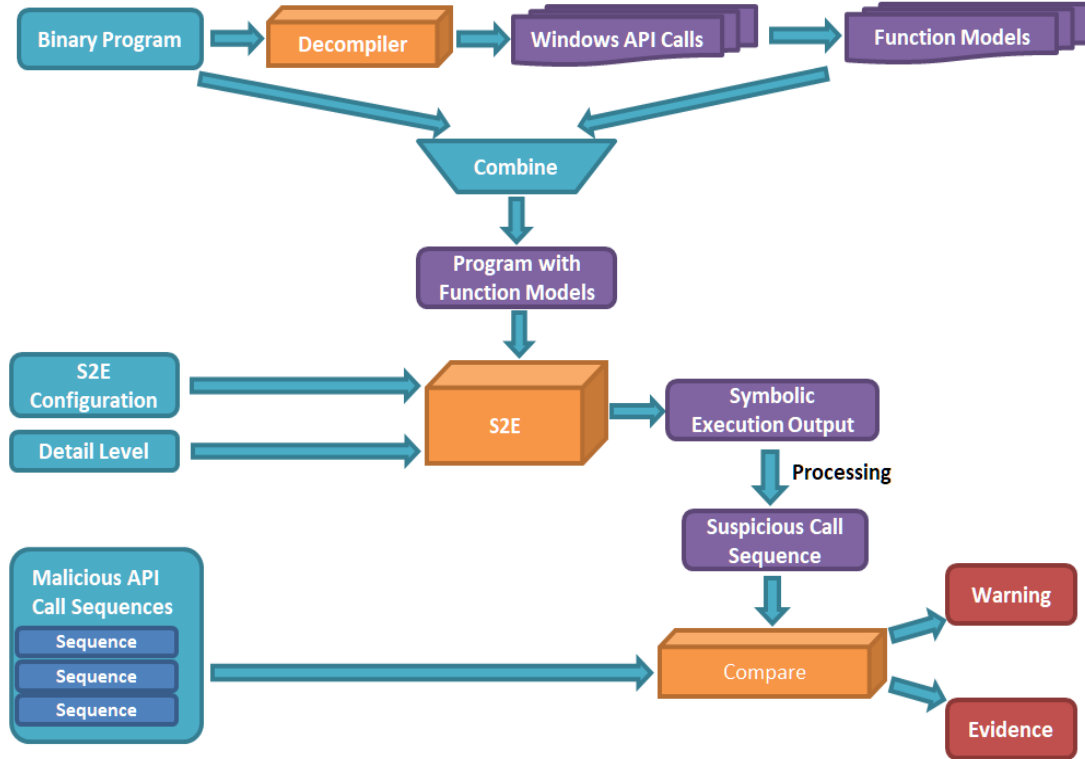 Binary Program
Decompiler
Windows API Calls
Function Models
Combine
Program with
Function Models
S2E
Configuration
Detail Level
S2E
Symbolic
Execution Output
Processing
Suspicious Call
Sequence
Malicious API
Call Sequences
Sequence
Sequence
Sequence
Compare
Warning
Evidence